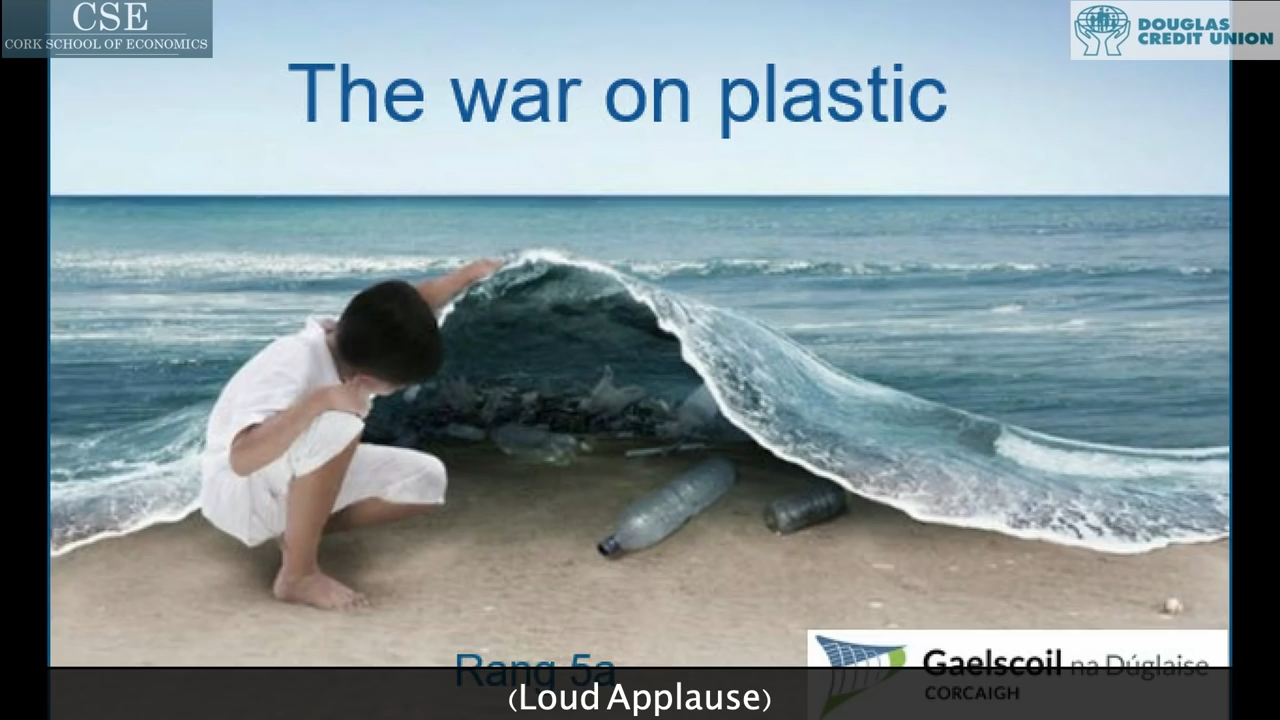 CSE
CORK SCHOOL OF ECONOMICS
DOUGLAS
CREDIT UNION
The war on plastic
Rang 5a
Gaelscoil na Dúglaise
CORCAIGH
(Loud Applause)